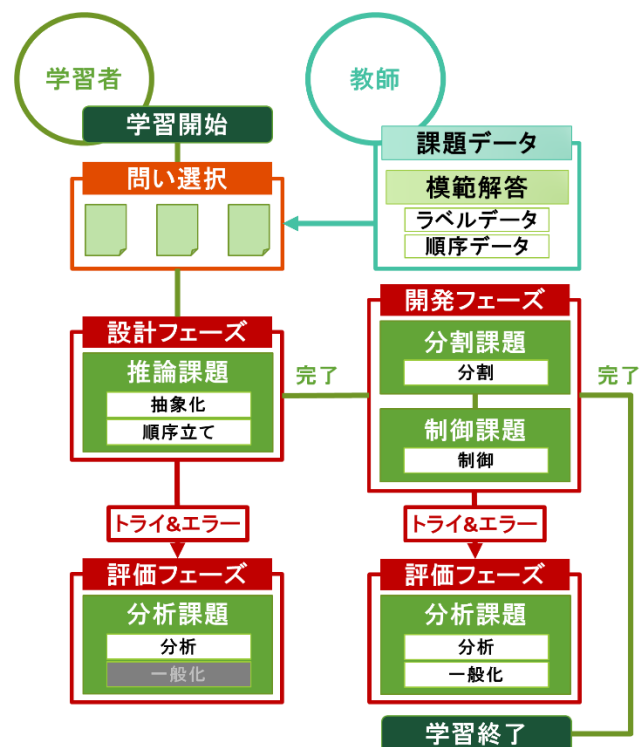 学習者
教師
学習開始
課題データ
問い選択
模範解答
ラベルデータ
順序データ
設計フェーズ
推論課題
抽象化
順序立て
完了
開発フェーズ
分割課題
分割
完了
制御課題
制御
トライ&エラー
トライ&エラー
評価フェーズ
分析課題
分析
一般化
評価フェーズ
分析課題
分析
一般化
学習終了